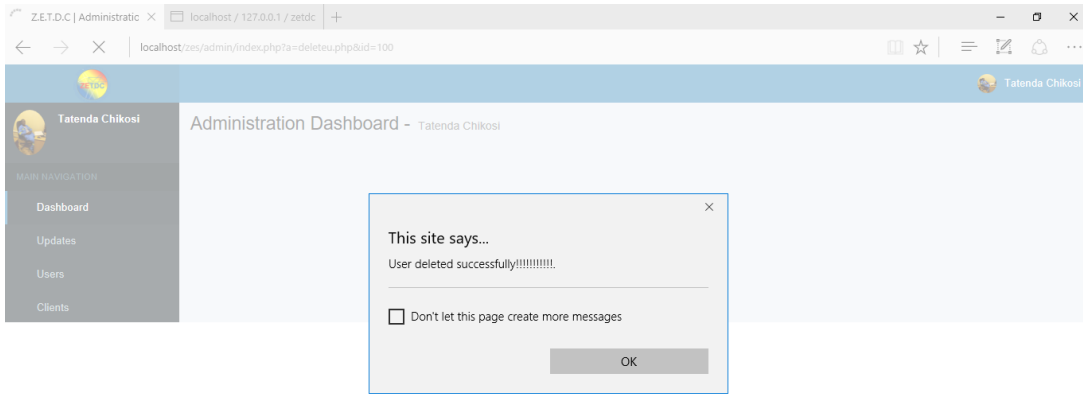 Z.E.T.D.C | Administratic
localhost / 127.0.0.1 / zetdc
localhost/zes/admin/index.php?a=deleteu.php&id=100
ZETDC
Tatenda Chikosi
Tatenda Chikosi
Administration Dashboard - Tatenda Chikosi
MAIN NAVIGATION
Dashboard
Updates
Users
Clients
This site says...
User deleted successfully!!!!!!!!!!!.
Don't let this page create more messages
OK